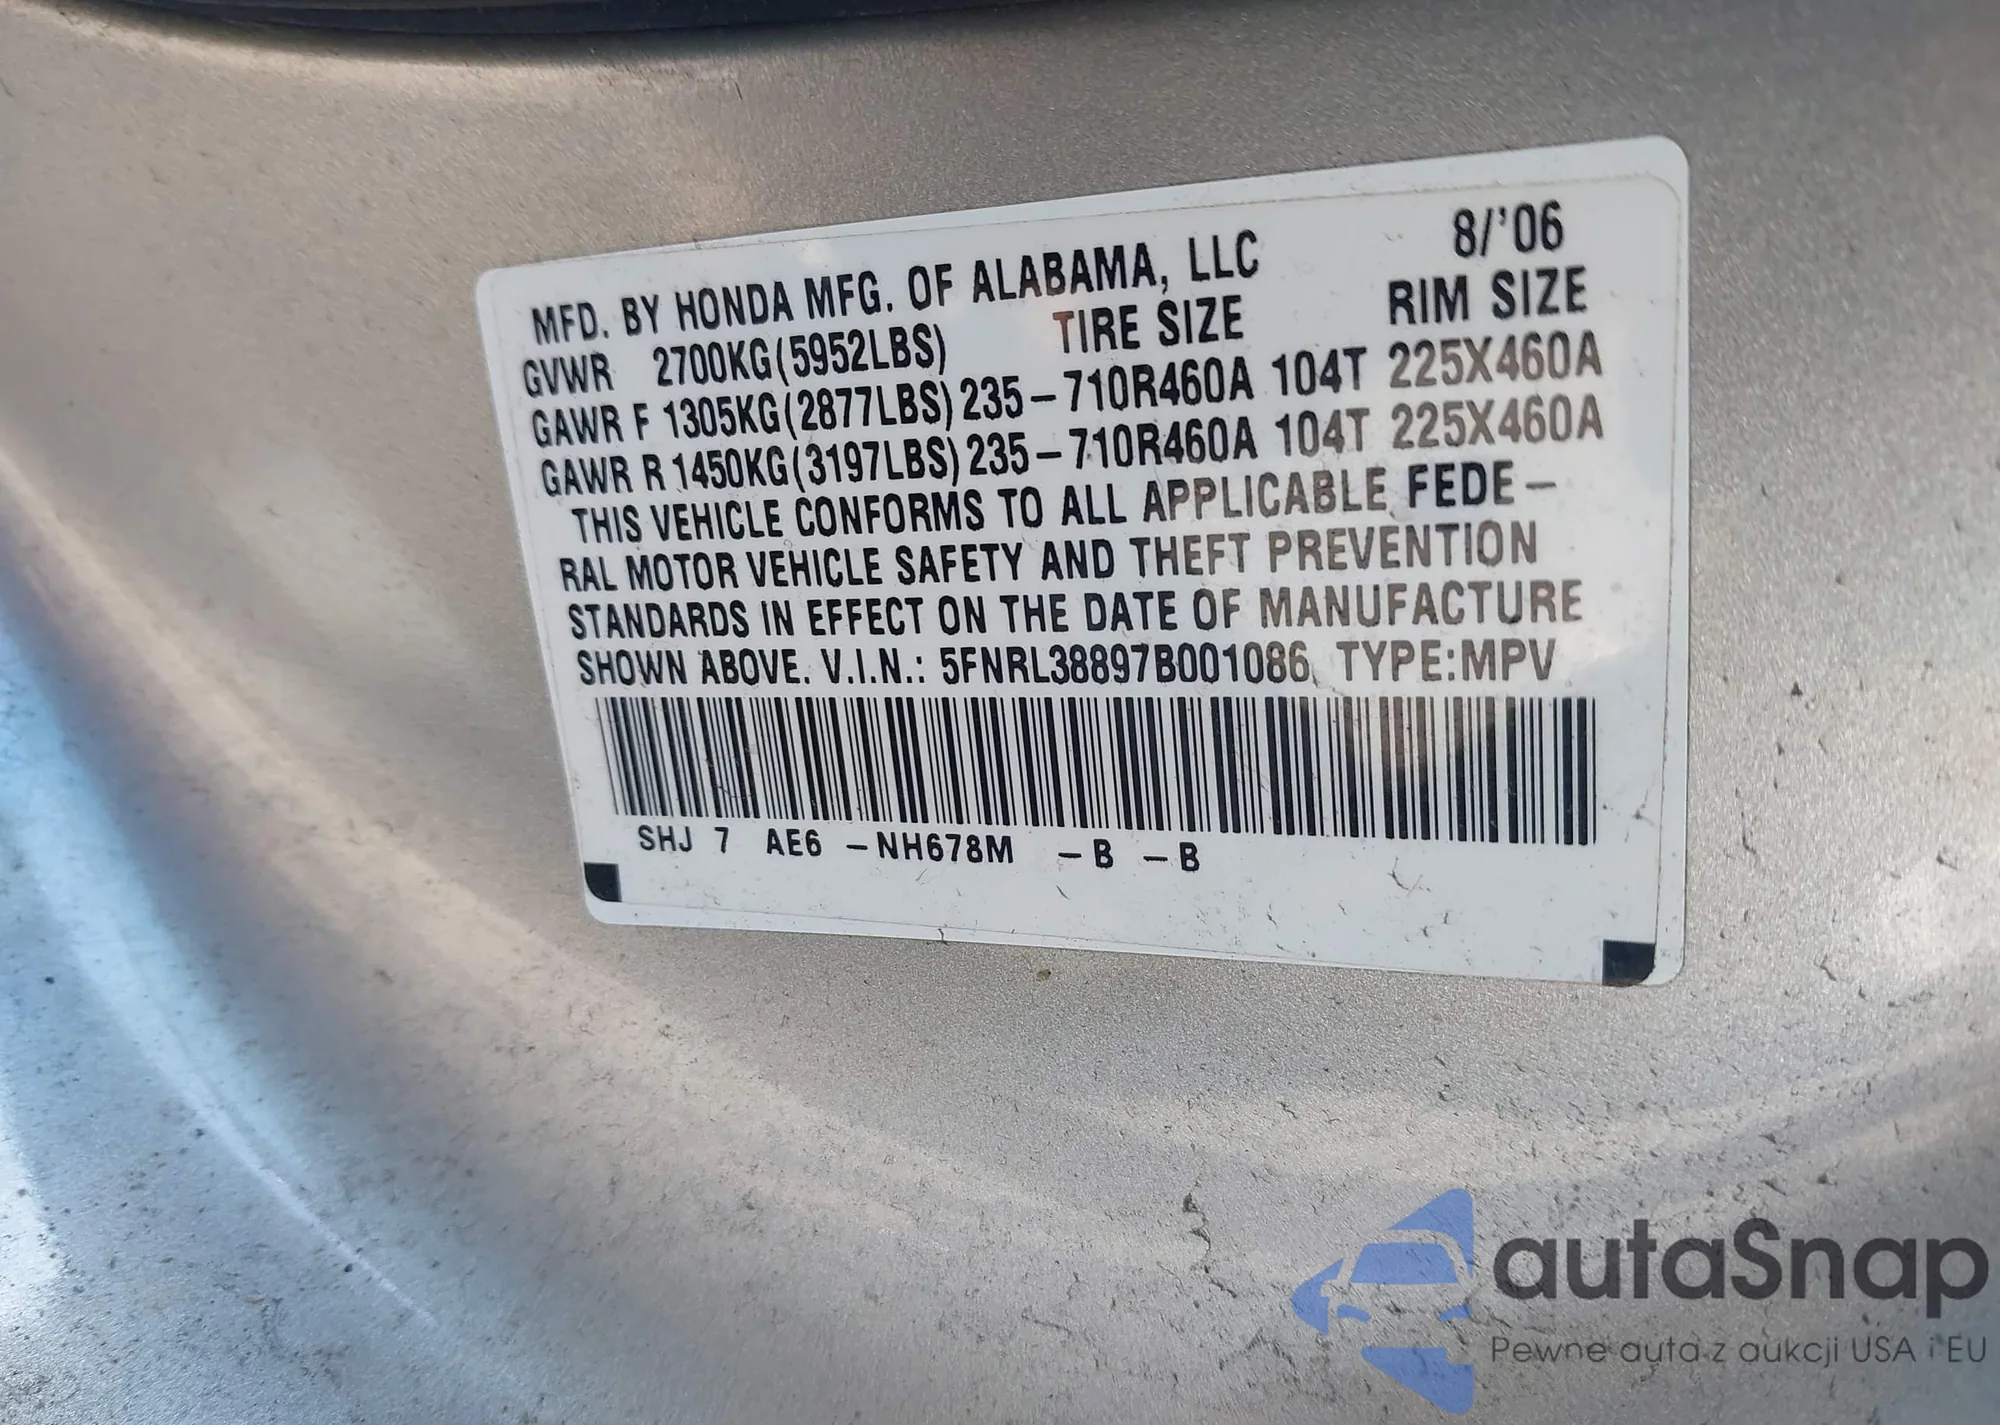 8/'06
MFD. BY HONDA MFG. OF ALABAMA, LLC
GVWR 2700KG(5952LBS) TIRE SIZE RIM SIZE
GAWR F 1305KG(2877LBS) 235-710R460A 104T 225X460A
GAWR R 1450KG(3197LBS) 235-710R460A 104T 225X460A
THIS VEHICLE CONFORMS TO ALL APPLICABLE FEDE-
RAL MOTOR VEHICLE SAFETY AND THEFT PREVENTION
STANDARDS IN EFFECT ON THE DATE OF MANUFACTURE
SHOWN ABOVE. V.I.N.: 5FNRL38897B001086 TYPE:MPV
SHJ 7 AE6 -NH678M -B -B
autaSnap
Pewne auta z aukcji USA i EU